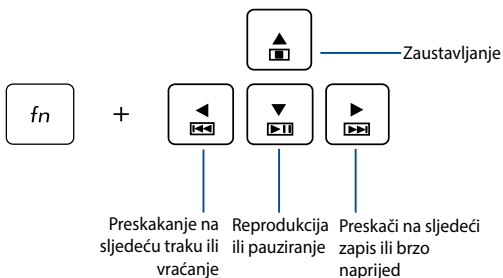 Zaustavljanje
fn +
Preskakanje na
sljedeću traku ili
vraćanje
Reprodukcija
ili pauziranje
Preskači na sljedeći
zapis ili brzo
naprijed